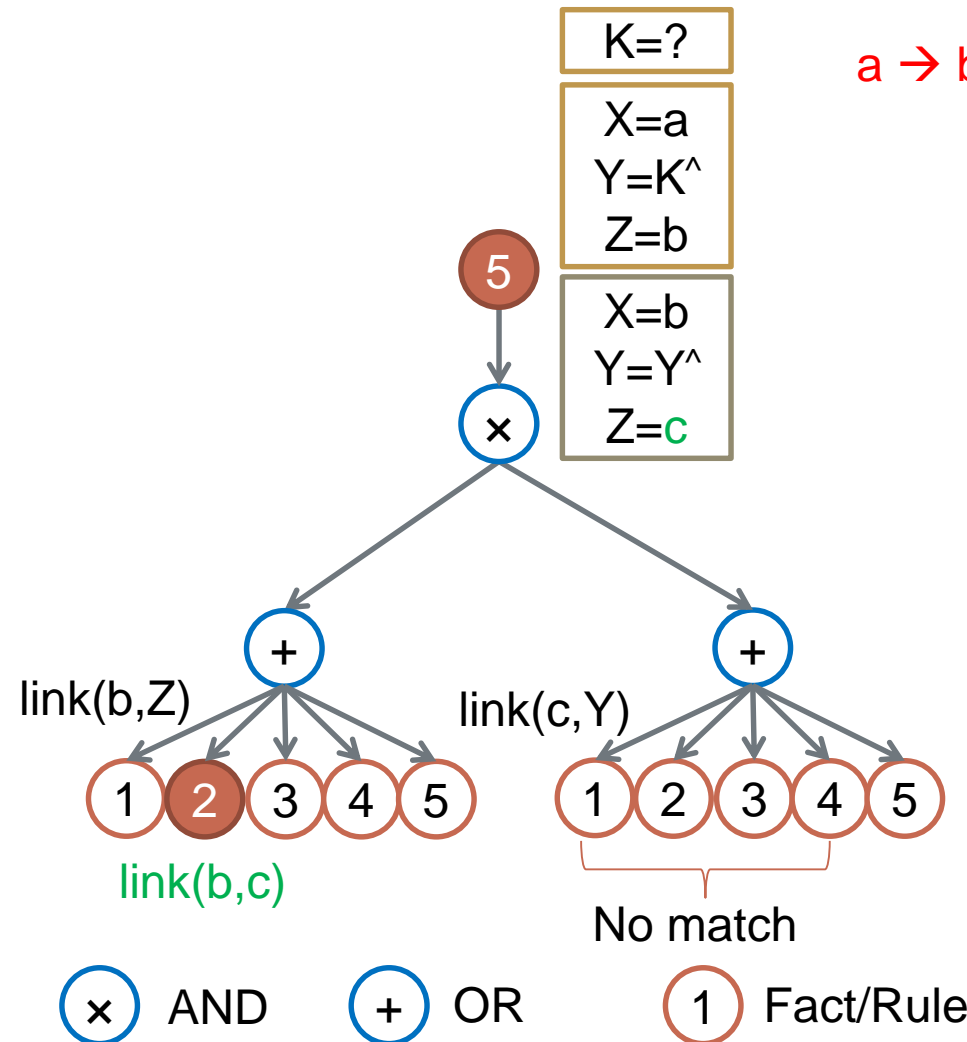 K=?
a → b
X=a
Y=K^
Z=b
5
X=b
Y=Y^
Z=c
×
+
+
link(b,Z)
link(c,Y)
1 2 3 4 5
1 2 3 4 5
link(b,c)
No match
× AND
+ OR
1 Fact/Rule